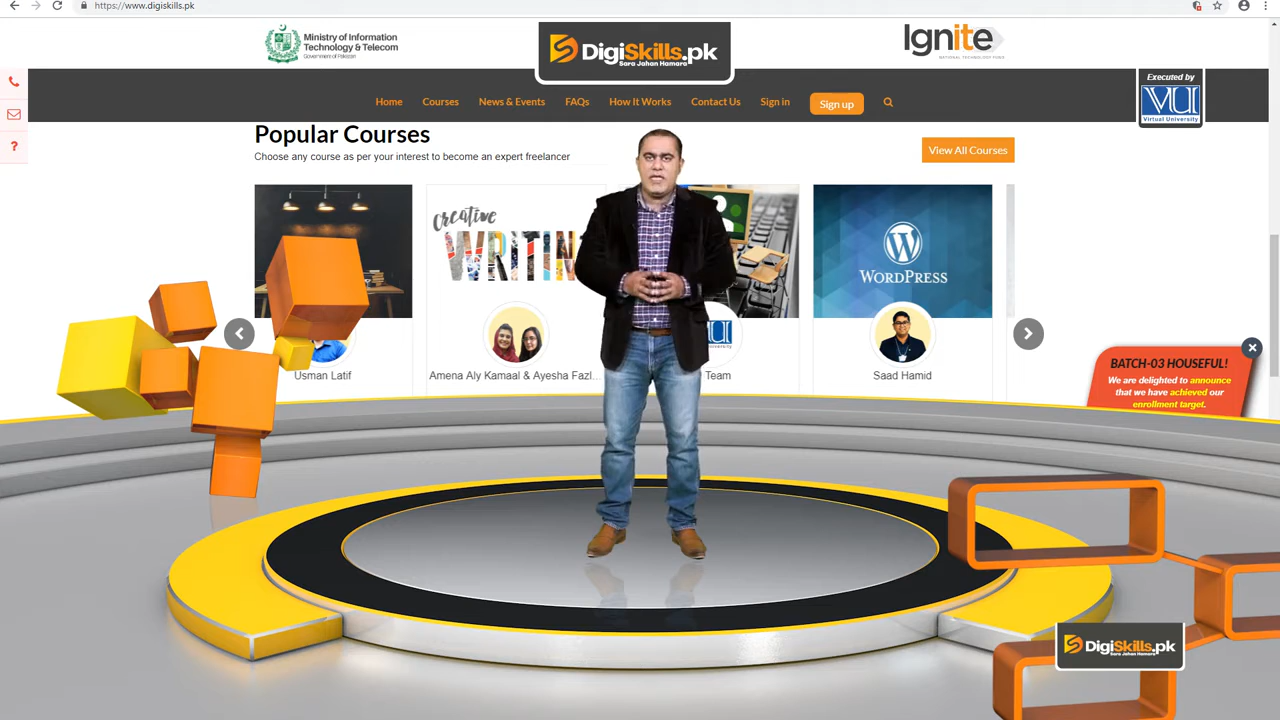 https://www.digiskills.pk
Ministry of Information
Technology & Telecom
Government of Pakistan
DigiSkills.pk
Sara Jahan Hamara
Ignite
NATIONAL TECHNOLOGY FUND
Home
Courses
News & Events
FAQs
How It Works
Contact Us
Sign in
Sign up
Executed by
VU
Virtual University
?
Popular Courses
Choose any course as per your interest to become an expert freelancer
View All Courses
creative
WRITIN
WORDPRESS
Usman Latif
Amena Aly Kamaal & Ayesha Fazl...
Team
Saad Hamid
BATCH-03 HOUSEFUL!
We are delighted to announce
that we have achieved our
enrollment target.
DigiSkills.pk
Sara Jahan Hamara